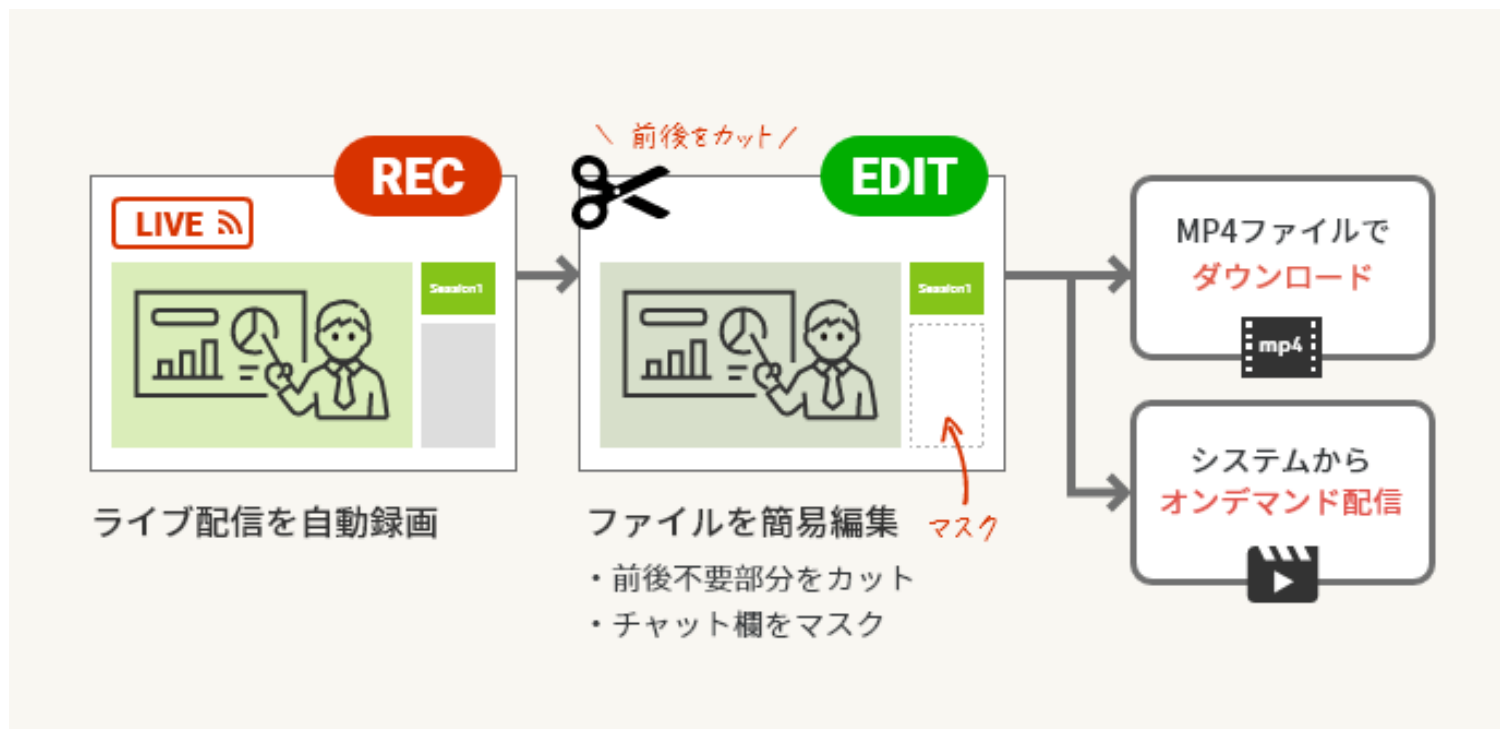 REC
LIVE
Session1
ライブ配信を自動録画
\ 前後をカット /
EDIT
Session1
マスク
ファイルを簡易編集
・前後不要部分をカット
・チャット欄をマスク
MP4ファイルで
ダウンロード
mp4
システムから
オンデマンド配信